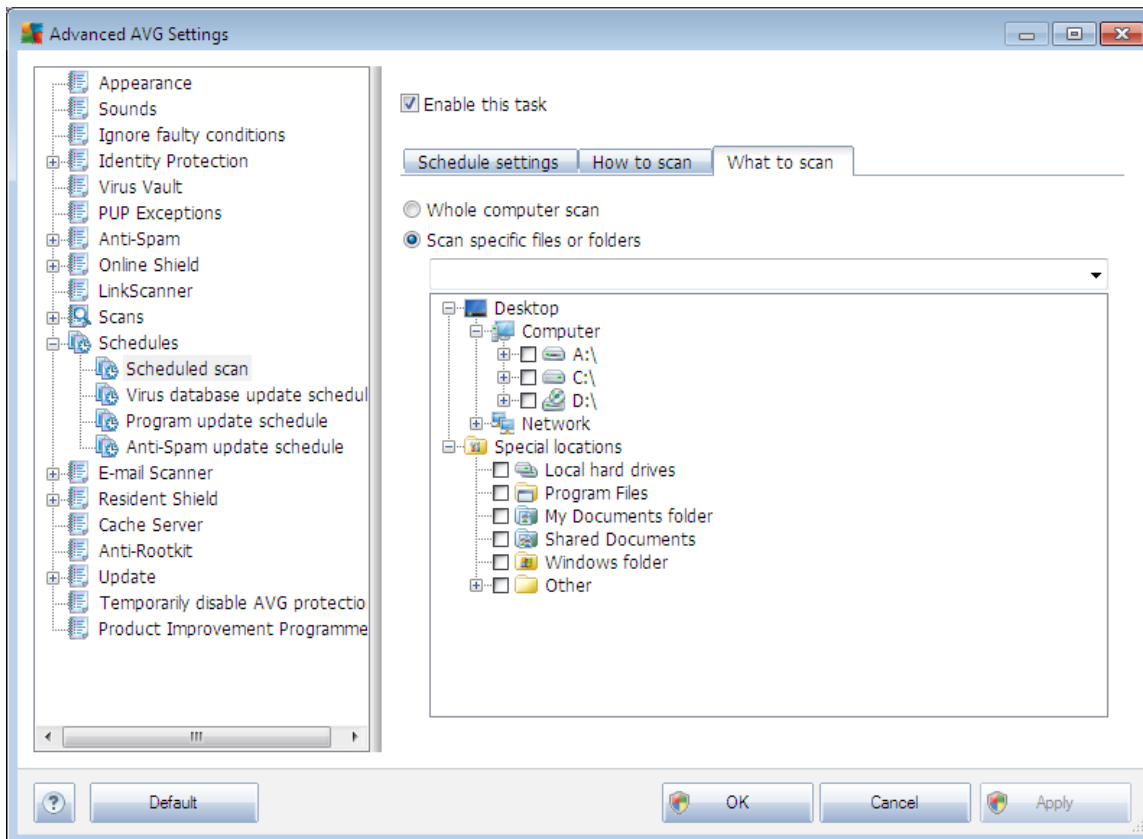 Advanced AVG Settings
Appearance
Sounds
Ignore faulty conditions
Identity Protection
Virus Vault
PUP Exceptions
Anti-Spam
Online Shield
LinkScanner
Scans
Schedules
Scheduled scan
Virus database update schedul
Program update schedule
Anti-Spam update schedule
E-mail Scanner
Resident Shield
Cache Server
Anti-Rootkit
Update
Temporarily disable AVG protectio
Product Improvement Programme
Enable this task
Schedule settings How to scan What to scan
Whole computer scan
Scan specific files or folders
Desktop
Computer
A:\
C:\
D:\
Network
Special locations
Local hard drives
Program Files
My Documents folder
Shared Documents
Windows folder
Other
? Default OK Cancel Apply